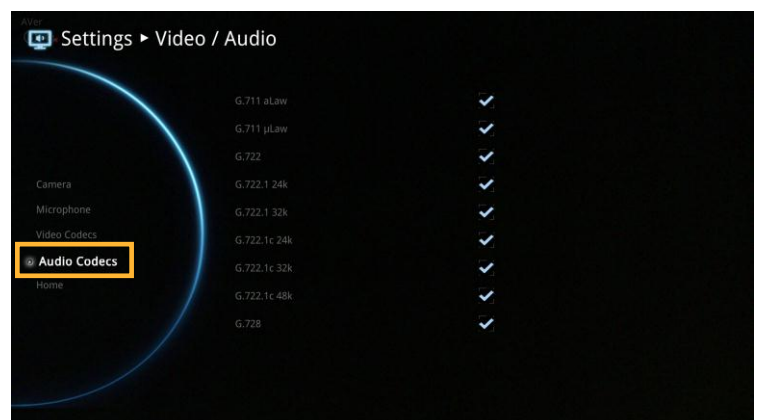 AVer
Settings ▸ Video / Audio
G.711 aLaw
G.711 µLaw
G.722
G.722.1 24k
G.722.1 32k
G.722.1c 24k
G.722.1c 32k
G.722.1c 48k
G.728
Camera
Microphone
Video Codecs
Audio Codecs
Home